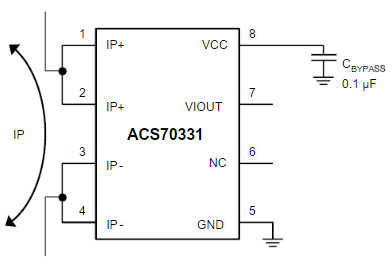 1 IP+ VCC 8
C BYPASS
0.1 µF
2 IP+ VIOUT 7
IP ACS70331
3 IP- NC 6
4 IP- GND 5